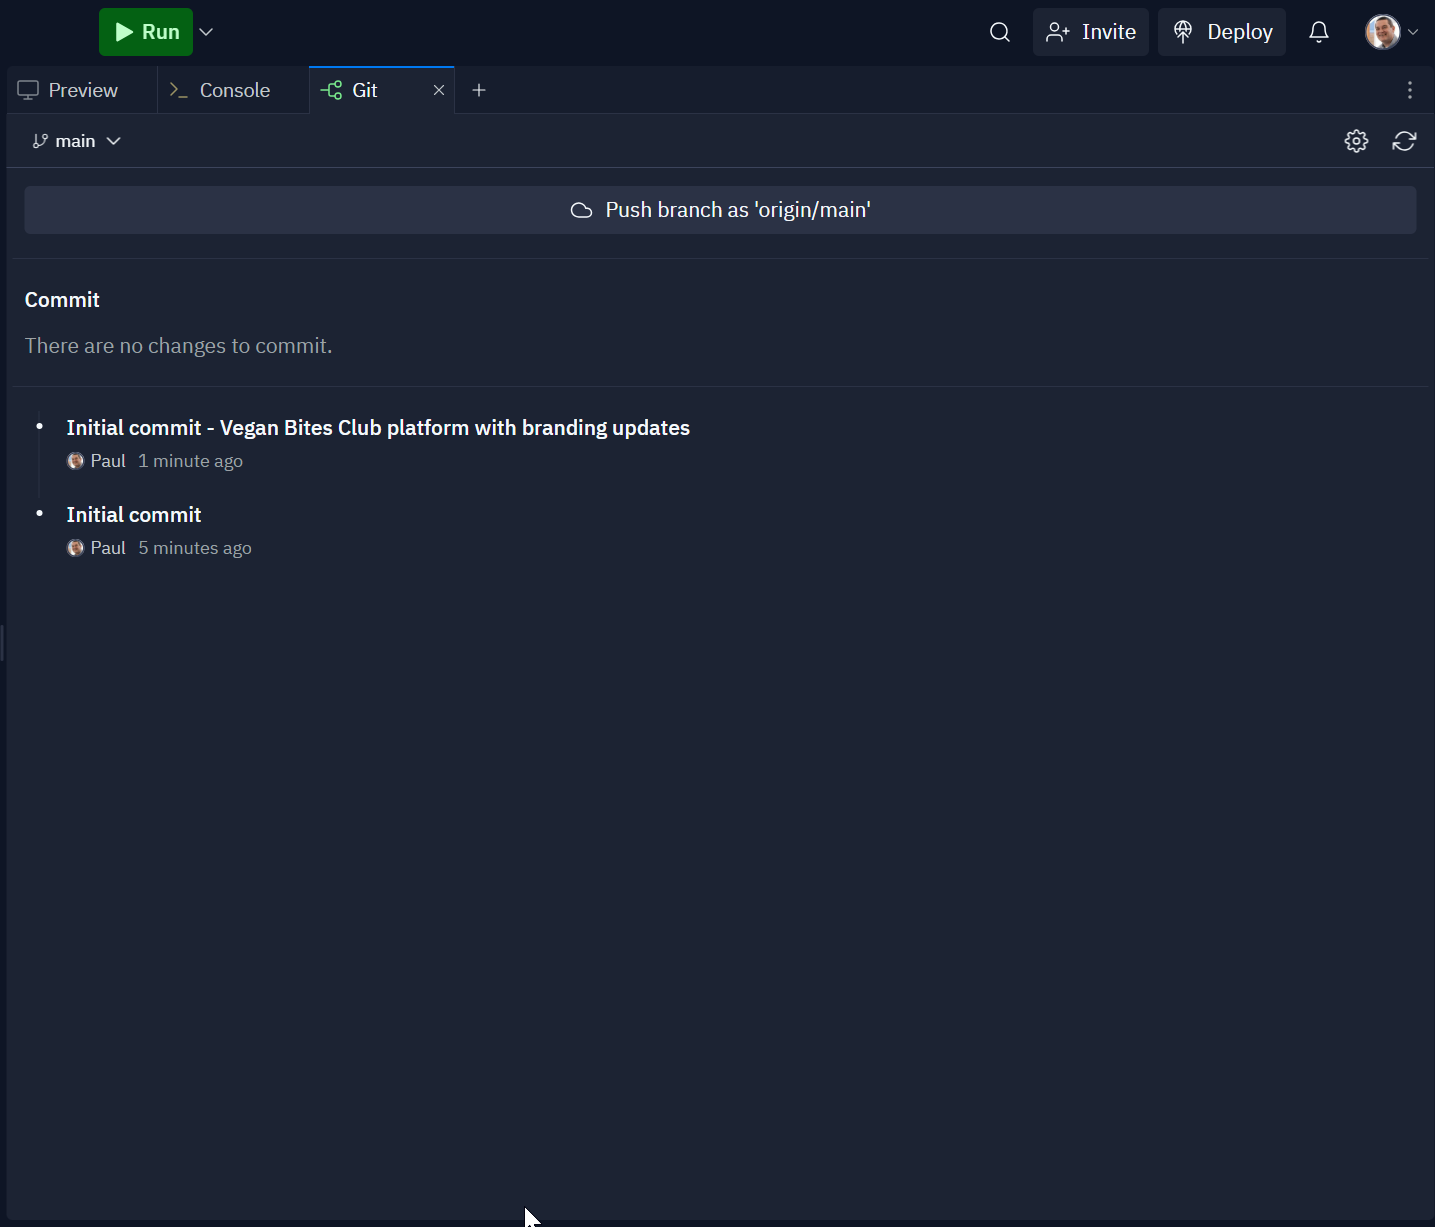 Run
Invite
Deploy
Preview
Console
Git
main
Push branch as 'origin/main'
Commit
There are no changes to commit.
Initial commit - Vegan Bites Club platform with branding updates
Paul 1 minute ago
Initial commit
Paul 5 minutes ago